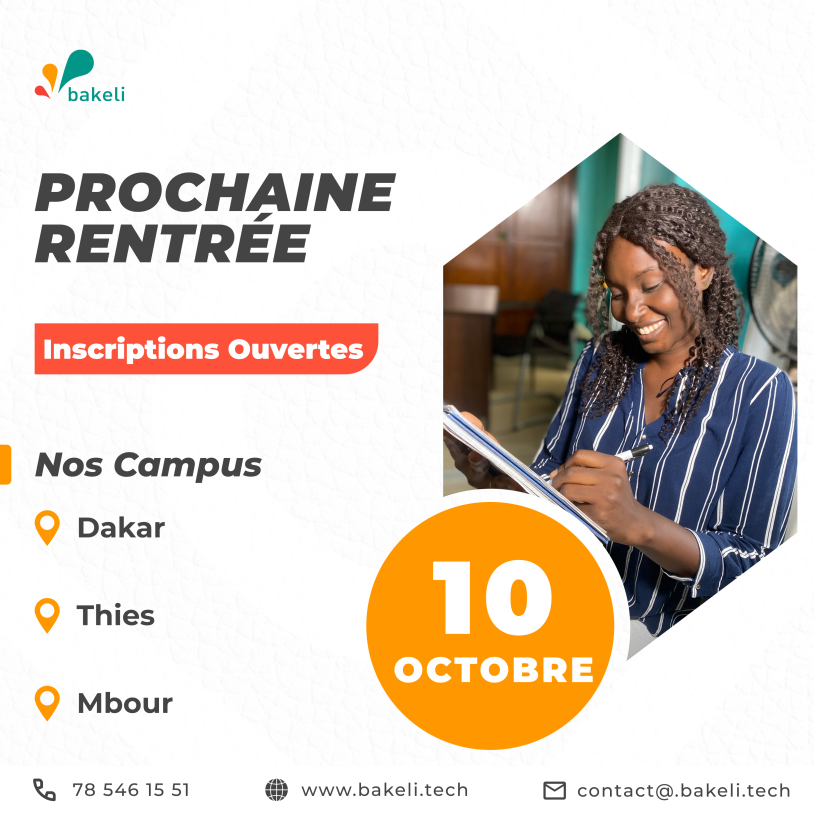 bakeli
PROCHAINE
RENTRÉE
Inscriptions Ouvertes
Nos Campus
Dakar
Thies
Mbour
10
OCTOBRE
78 546 15 51
www.bakeli.tech
contact@.bakeli.tech